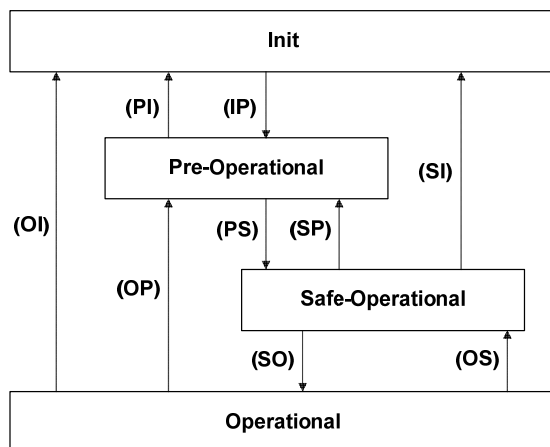 Init
(PI)
(IP)
Pre-Operational
(SI)
(OI)
(PS)
(SP)
(OP)
Safe-Operational
(SO)
(OS)
Operational